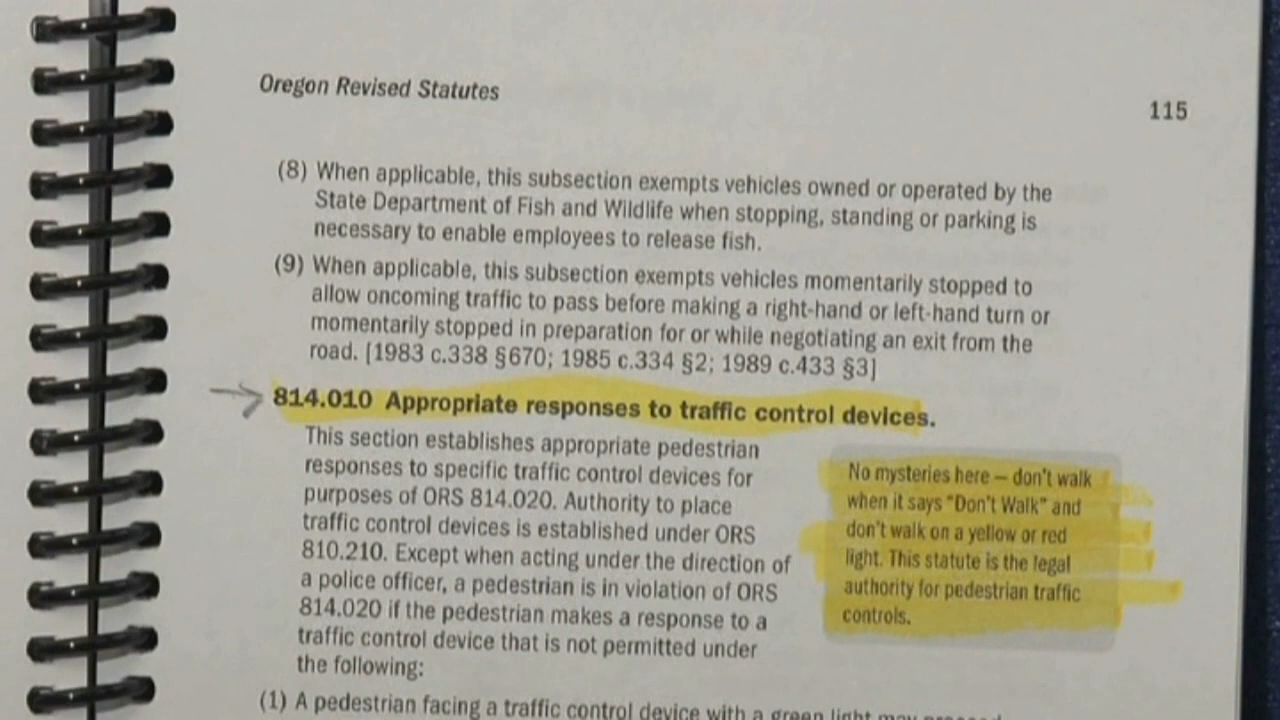 Oregon Revised Statutes
115
(8) When applicable, this subsection exempts vehicles owned or operated by the
State Department of Fish and Wildlife when stopping, standing or parking is
necessary to enable employees to release fish.
(9) When applicable, this subsection exempts vehicles momentarily stopped to
allow oncoming traffic to pass before making a right-hand or left-hand turn or
momentarily stopped in preparation for or while negotiating an exit from the
road. [1983 c.338 §670; 1985 c.334 §2; 1989 c.433 §3]
814.010 Appropriate responses to traffic control devices.
This section establishes appropriate pedestrian
responses to specific traffic control devices for
purposes of ORS 814.020. Authority to place
traffic control devices is established under ORS
810.210. Except when acting under the direction of
a police officer, a pedestrian is in violation of ORS
814.020 if the pedestrian makes a response to a
traffic control device that is not permitted under
the following:
No mysteries here – don't walk
when it says "Don't Walk" and
don't walk on a yellow or red
light. This statute is the legal
authority for pedestrian traffic
controls.
(1) A pedestrian facing a traffic control device with a green light may proceed